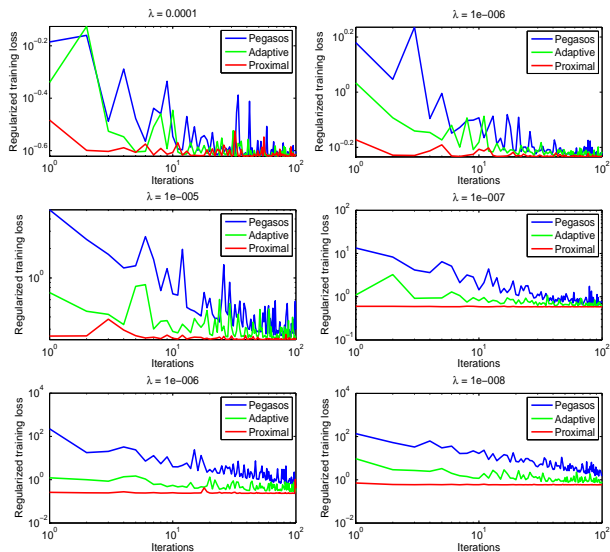 λ = 0.0001
Regularized training loss
10^-0.2
10^-0.4
10^-0.6
Pegasos
Adaptive
Proximal
10^0
10^1
10^2
Iterations
λ = 1e-006
Regularized training loss
10^0.2
10^-0.2
Pegasos
Adaptive
Proximal
10^0
10^1
10^2
Iterations
λ = 1e-005
Regularized training loss
10^0
Pegasos
Adaptive
Proximal
10^0
10^1
10^2
Iterations
λ = 1e-007
Regularized training loss
10^2
10^1
10^0
10^-1
Pegasos
Adaptive
Proximal
10^0
10^1
10^2
Iterations
λ = 1e-006
Regularized training loss
10^4
10^2
10^0
10^-2
Pegasos
Adaptive
Proximal
10^0
10^1
10^2
Iterations
λ = 1e-008
Regularized training loss
10^4
10^2
10^0
10^-2
Pegasos
Adaptive
Proximal
10^0
10^1
10^2
Iterations